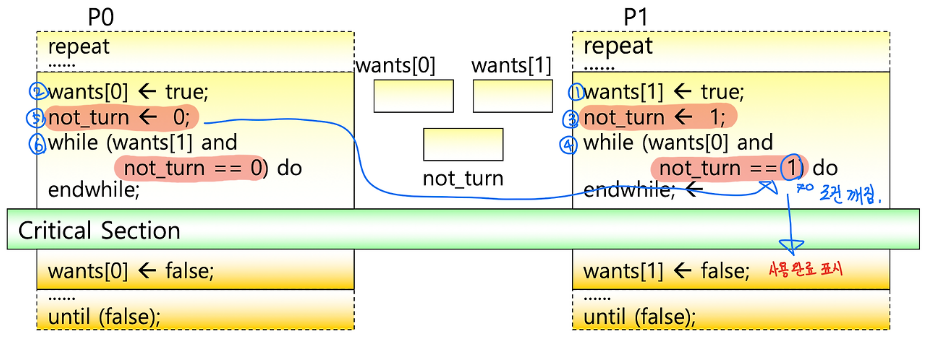 P0
repeat
......
② wants[0] ← true;
⑤ not_turn ← 0;
⑥ while (wants[1] and
not_turn == 0) do
endwhile;
wants[0]
wants[1]
not_turn
P1
repeat
......
① wants[1] ← true;
③ not_turn ← 1;
④ while (wants[0] and
not_turn == 1) do
endwhile; ←
≠0 조건 깨짐.
Critical Section
wants[0] ← false;
......
until (false);
wants[1] ← false; 사용완료 표시
......
until (false);